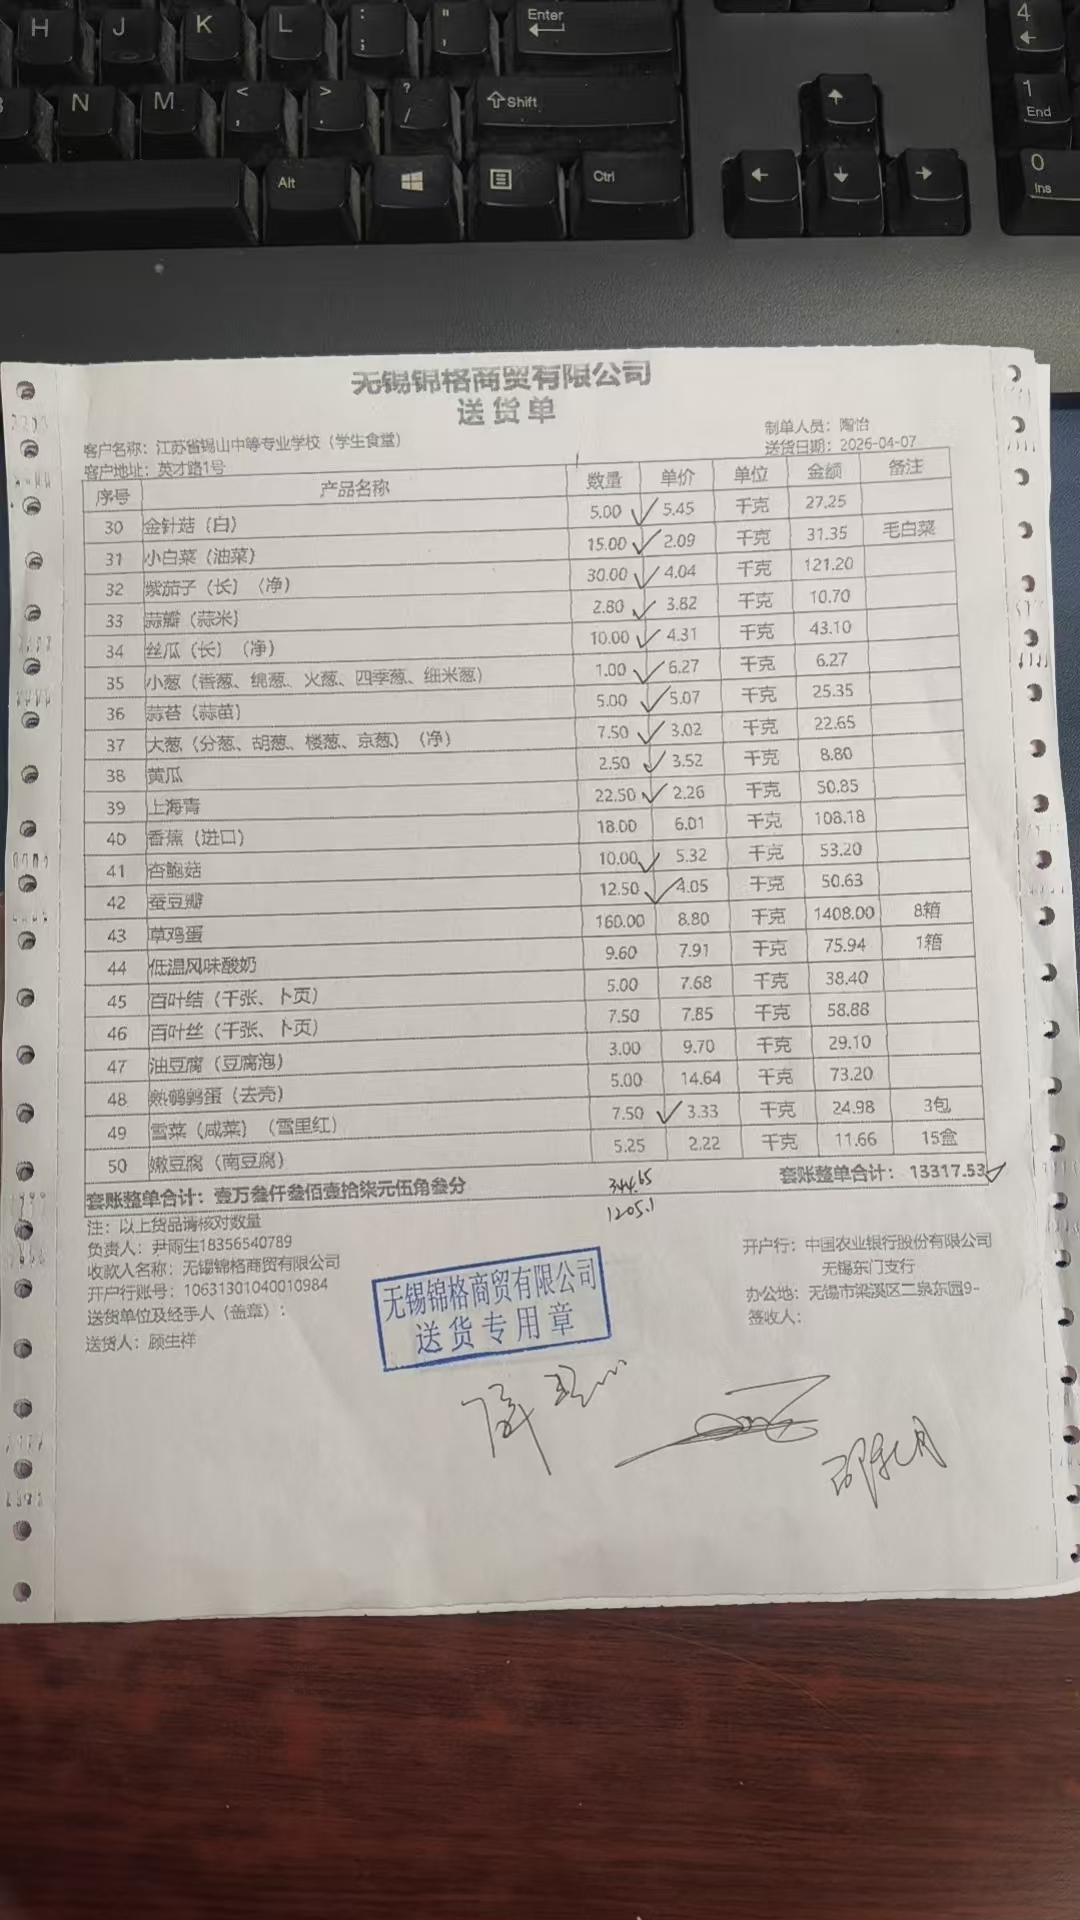 H J K L : ; " ' Enter
N M < , > . ? / Shift
Alt Ctrl
4
1 End
0 Ins
无锡锦格商贸有限公司
送货单
客户名称：江苏省锡山中等专业学校（学生食堂） 制单人员：陶怡
客户地址：英才路1号 送货日期：2026-04-07
序号 产品名称 数量 单价 单位 金额 备注
30 金针菇（白） 5.00 5.45 千克 27.25
31 小白菜（油菜） 15.00 2.09 千克 31.35 毛白菜
32 紫茄子（长）（净） 30.00 4.04 千克 121.20
33 蒜瓣（蒜米） 2.80 3.82 千克 10.70
34 丝瓜（长）（净） 10.00 4.31 千克 43.10
35 小葱（香葱、绵葱、火葱、四季葱、细米葱） 1.00 6.27 千克 6.27
36 蒜苔（蒜苗） 5.00 5.07 千克 25.35
37 大葱（分葱、胡葱、楼葱、京葱）（净） 7.50 3.02 千克 22.65
38 黄瓜 2.50 3.52 千克 8.80
39 上海青 22.50 2.26 千克 50.85
40 香蕉（进口） 18.00 6.01 千克 108.18
41 杏鲍菇 10.00 5.32 千克 53.20
42 蚕豆瓣 12.50 4.05 千克 50.63
43 草鸡蛋 160.00 8.80 千克 1408.00 8箱
44 低温风味酸奶 9.60 7.91 千克 75.94 1箱
45 百叶结（千张、卜页） 5.00 7.68 千克 38.40
46 百叶丝（千张、卜页） 7.50 7.85 千克 58.88
47 油豆腐（豆腐泡） 3.00 9.70 千克 29.10
48 熟鹌鹑蛋（去壳） 5.00 14.64 千克 73.20
49 雪菜（咸菜）（雪里红） 7.50 3.33 千克 24.98 3包
50 嫩豆腐（南豆腐） 5.25 2.22 千克 11.66 15盒
套账整单合计：壹万叁仟叁佰壹拾柒元伍角叁分 344.65 套账整单合计：13317.53
1205.1
注：以上货品请核对数量
负责人：尹雨生18356540789 开户行：中国农业银行股份有限公司
收款人名称：无锡锦格商贸有限公司 无锡东门支行
开户行账号：10631301040010984 办公地：无锡市梁溪区二泉东园9-
送货单位及经手人（盖章）： 签收人：
送货人：顾生祥
无锡锦格商贸有限公司
送货专用章